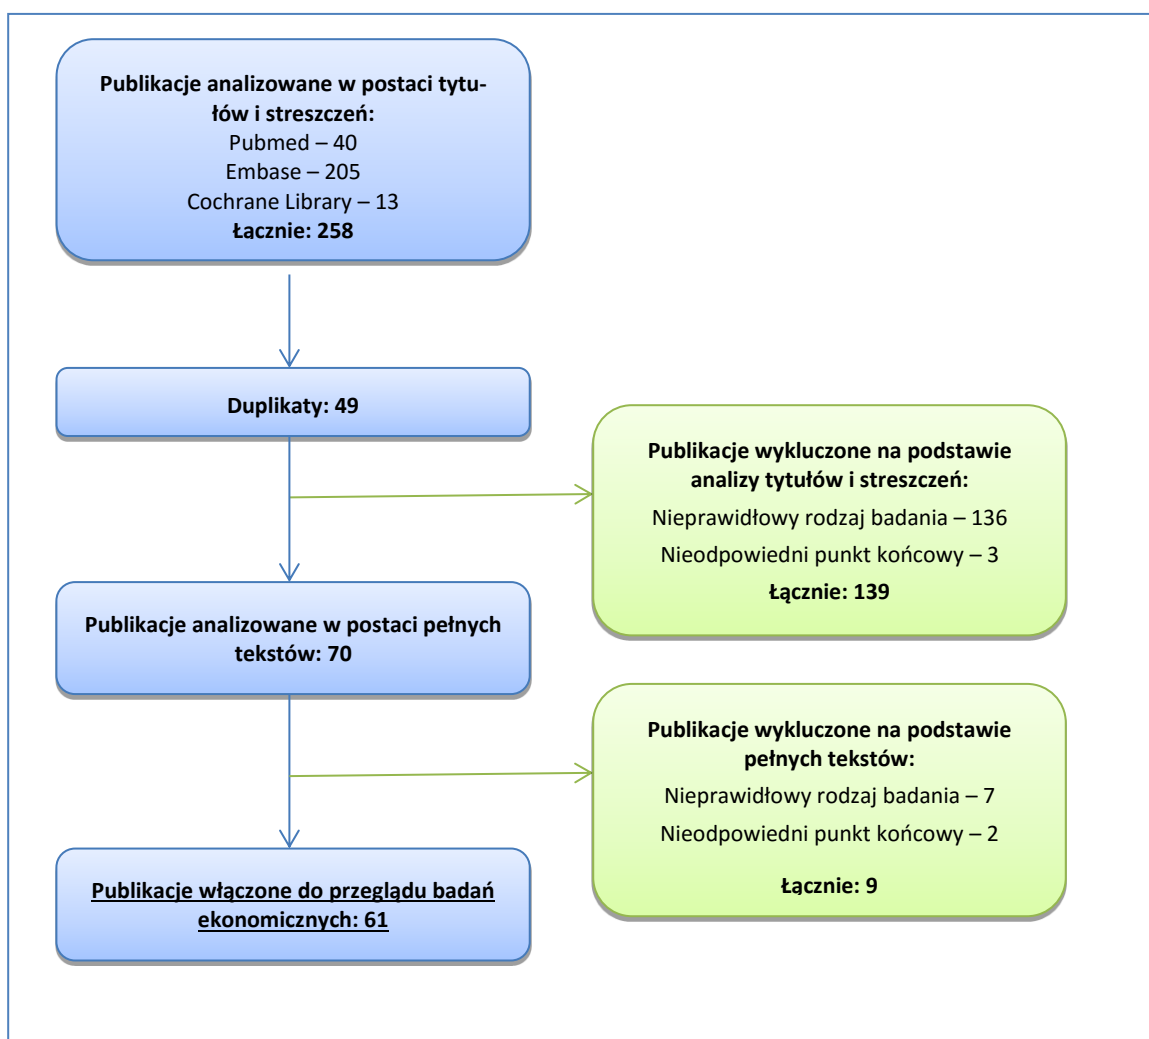 Publikacje analizowane w postaci tytu-
łów i streszczeń:
Pubmed – 40
Embase – 205
Cochrane Library – 13
Łącznie: 258
Duplikaty: 49
Publikacje wykluczone na podstawie
analizy tytułów i streszczeń:
Nieprawidłowy rodzaj badania – 136
Nieodpowiedni punkt końcowy – 3
Łącznie: 139
Publikacje analizowane w postaci pełnych
tekstów: 70
Publikacje wykluczone na podstawie
pełnych tekstów:
Nieprawidłowy rodzaj badania – 7
Nieodpowiedni punkt końcowy – 2
Łącznie: 9
Publikacje włączone do przeglądu badań
ekonomicznych: 61